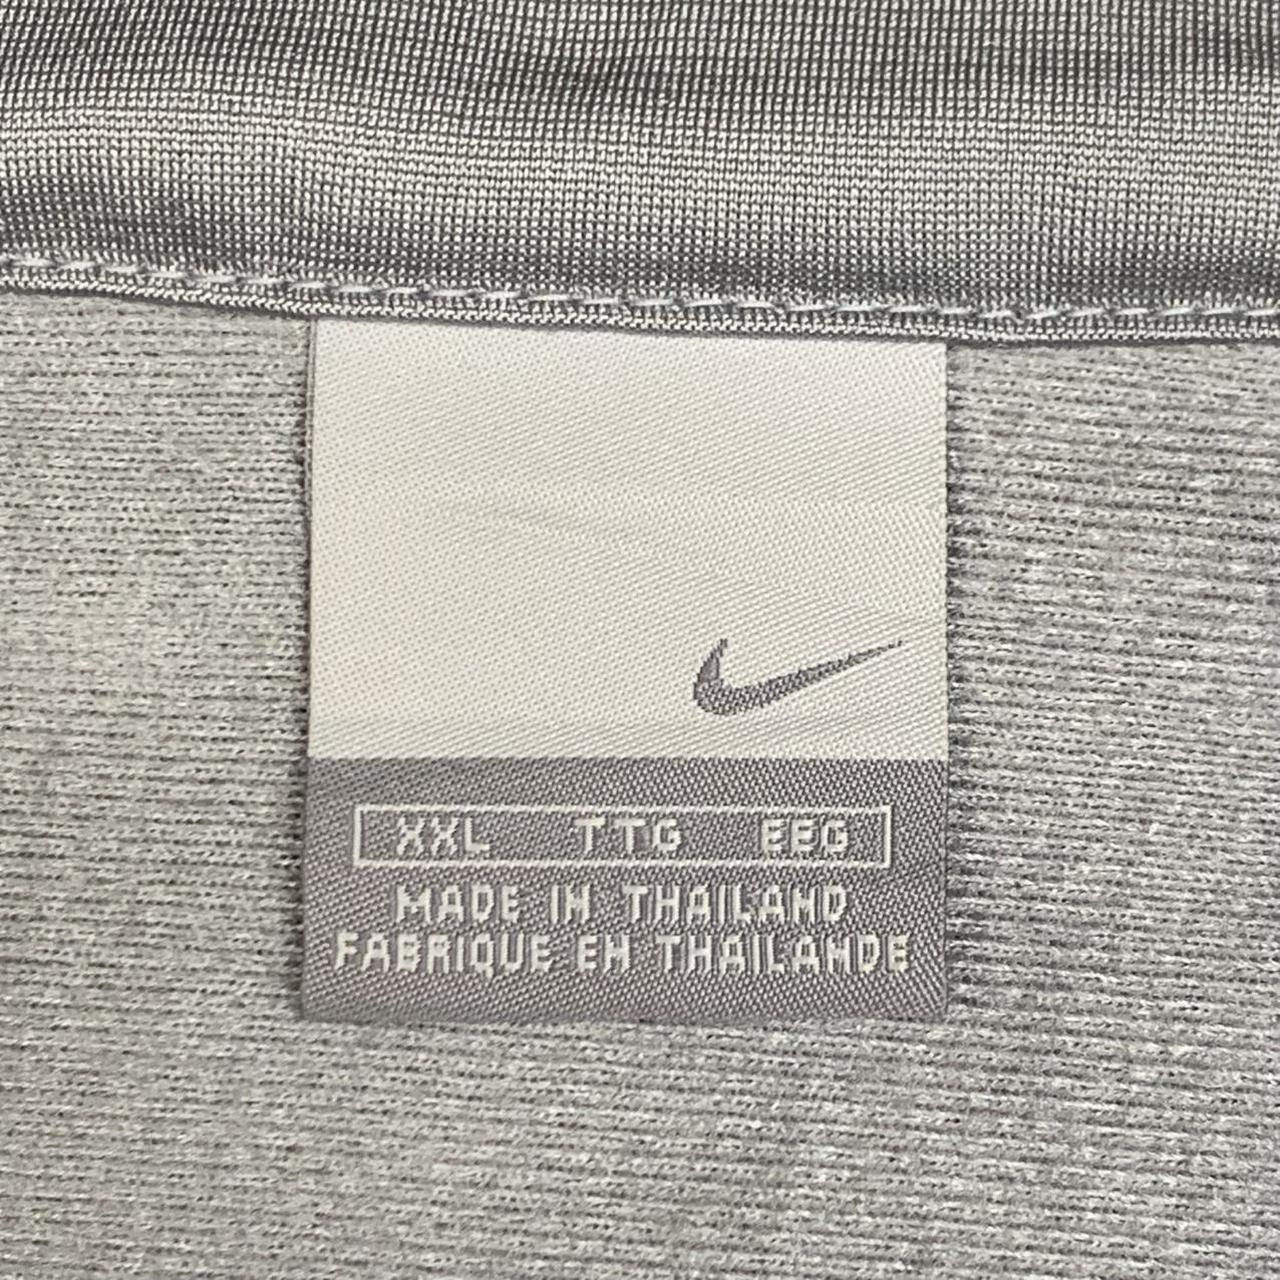 XXL TTG EEG
MADE IN THAILAND
FABRIQUE EN THAILANDE